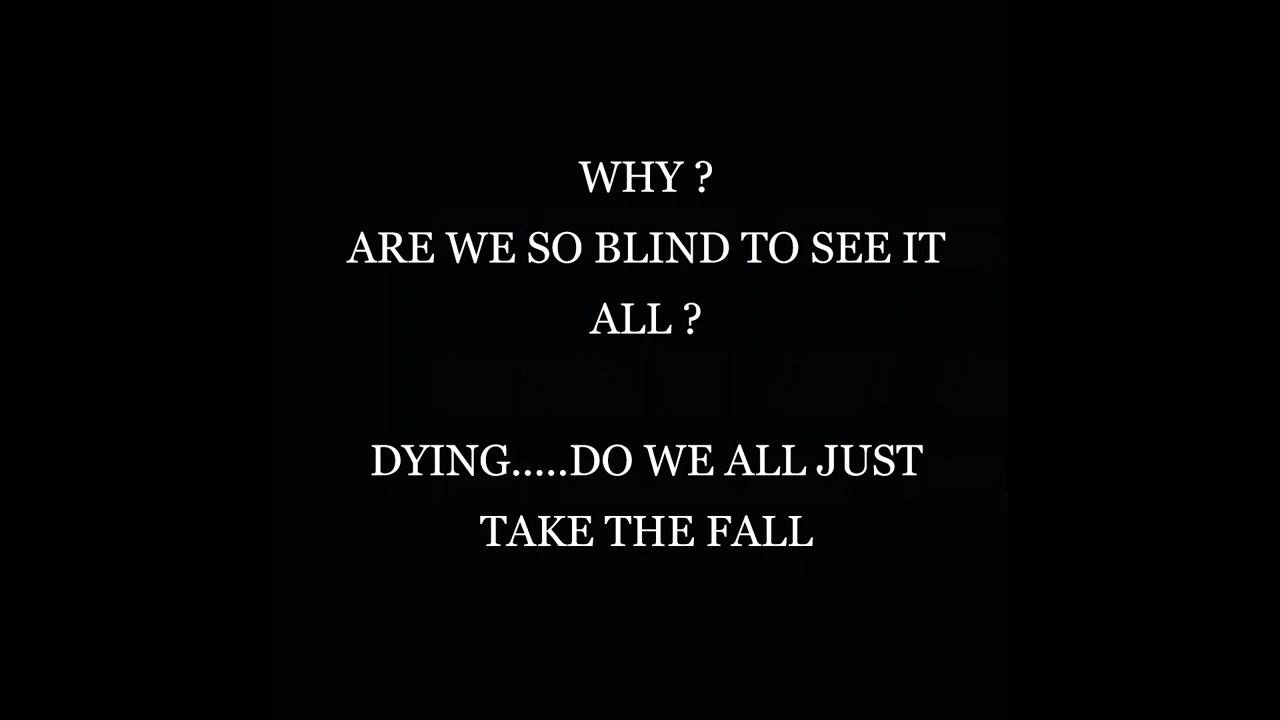 WHY ?
ARE WE SO BLIND TO SEE IT
ALL ?
DYING.....DO WE ALL JUST
TAKE THE FALL